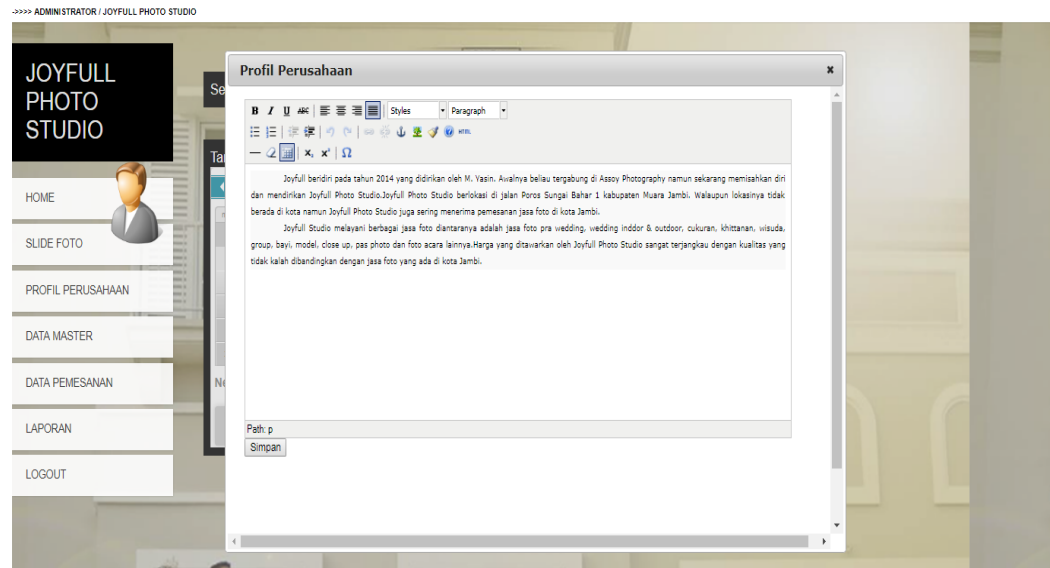 ->>>> ADMINISTRATOR / JOYFULL PHOTO STUDIO
JOYFULL
PHOTO
STUDIO
HOME
SLIDE FOTO
PROFIL PERUSAHAAN
DATA MASTER
DATA PEMESANAN
LAPORAN
LOGOUT
Se
Ta
Ne
Profil Perusahaan
B I U ABC Styles Paragraph
HTML
x, x² Ω
Joyfull beridiri pada tahun 2014 yang didirikan oleh M. Yasin. Awalnya beliau tergabung di Assoy Photography namun sekarang memisahkan diri
dan mendirikan Joyfull Photo Studio.Joyfull Photo Studio berlokasi di jalan Poros Sungai Bahar 1 kabupaten Muara Jambi. Walaupun lokasinya tidak
berada di kota namun Joyfull Photo Studio juga sering menerima pemesanan jasa foto di kota Jambi.
Joyfull Studio melayani berbagai jasa foto diantaranya adalah jasa foto pra wedding, wedding inddor & outdoor, cukuran, khittanan, wisuda,
group, bayi, model, close up, pas photo dan foto acara lainnya.Harga yang ditawarkan oleh Joyfull Photo Studio sangat terjangkau dengan kualitas yang
tidak kalah dibandingkan dengan jasa foto yang ada di kota Jambi.
Path: p
Simpan